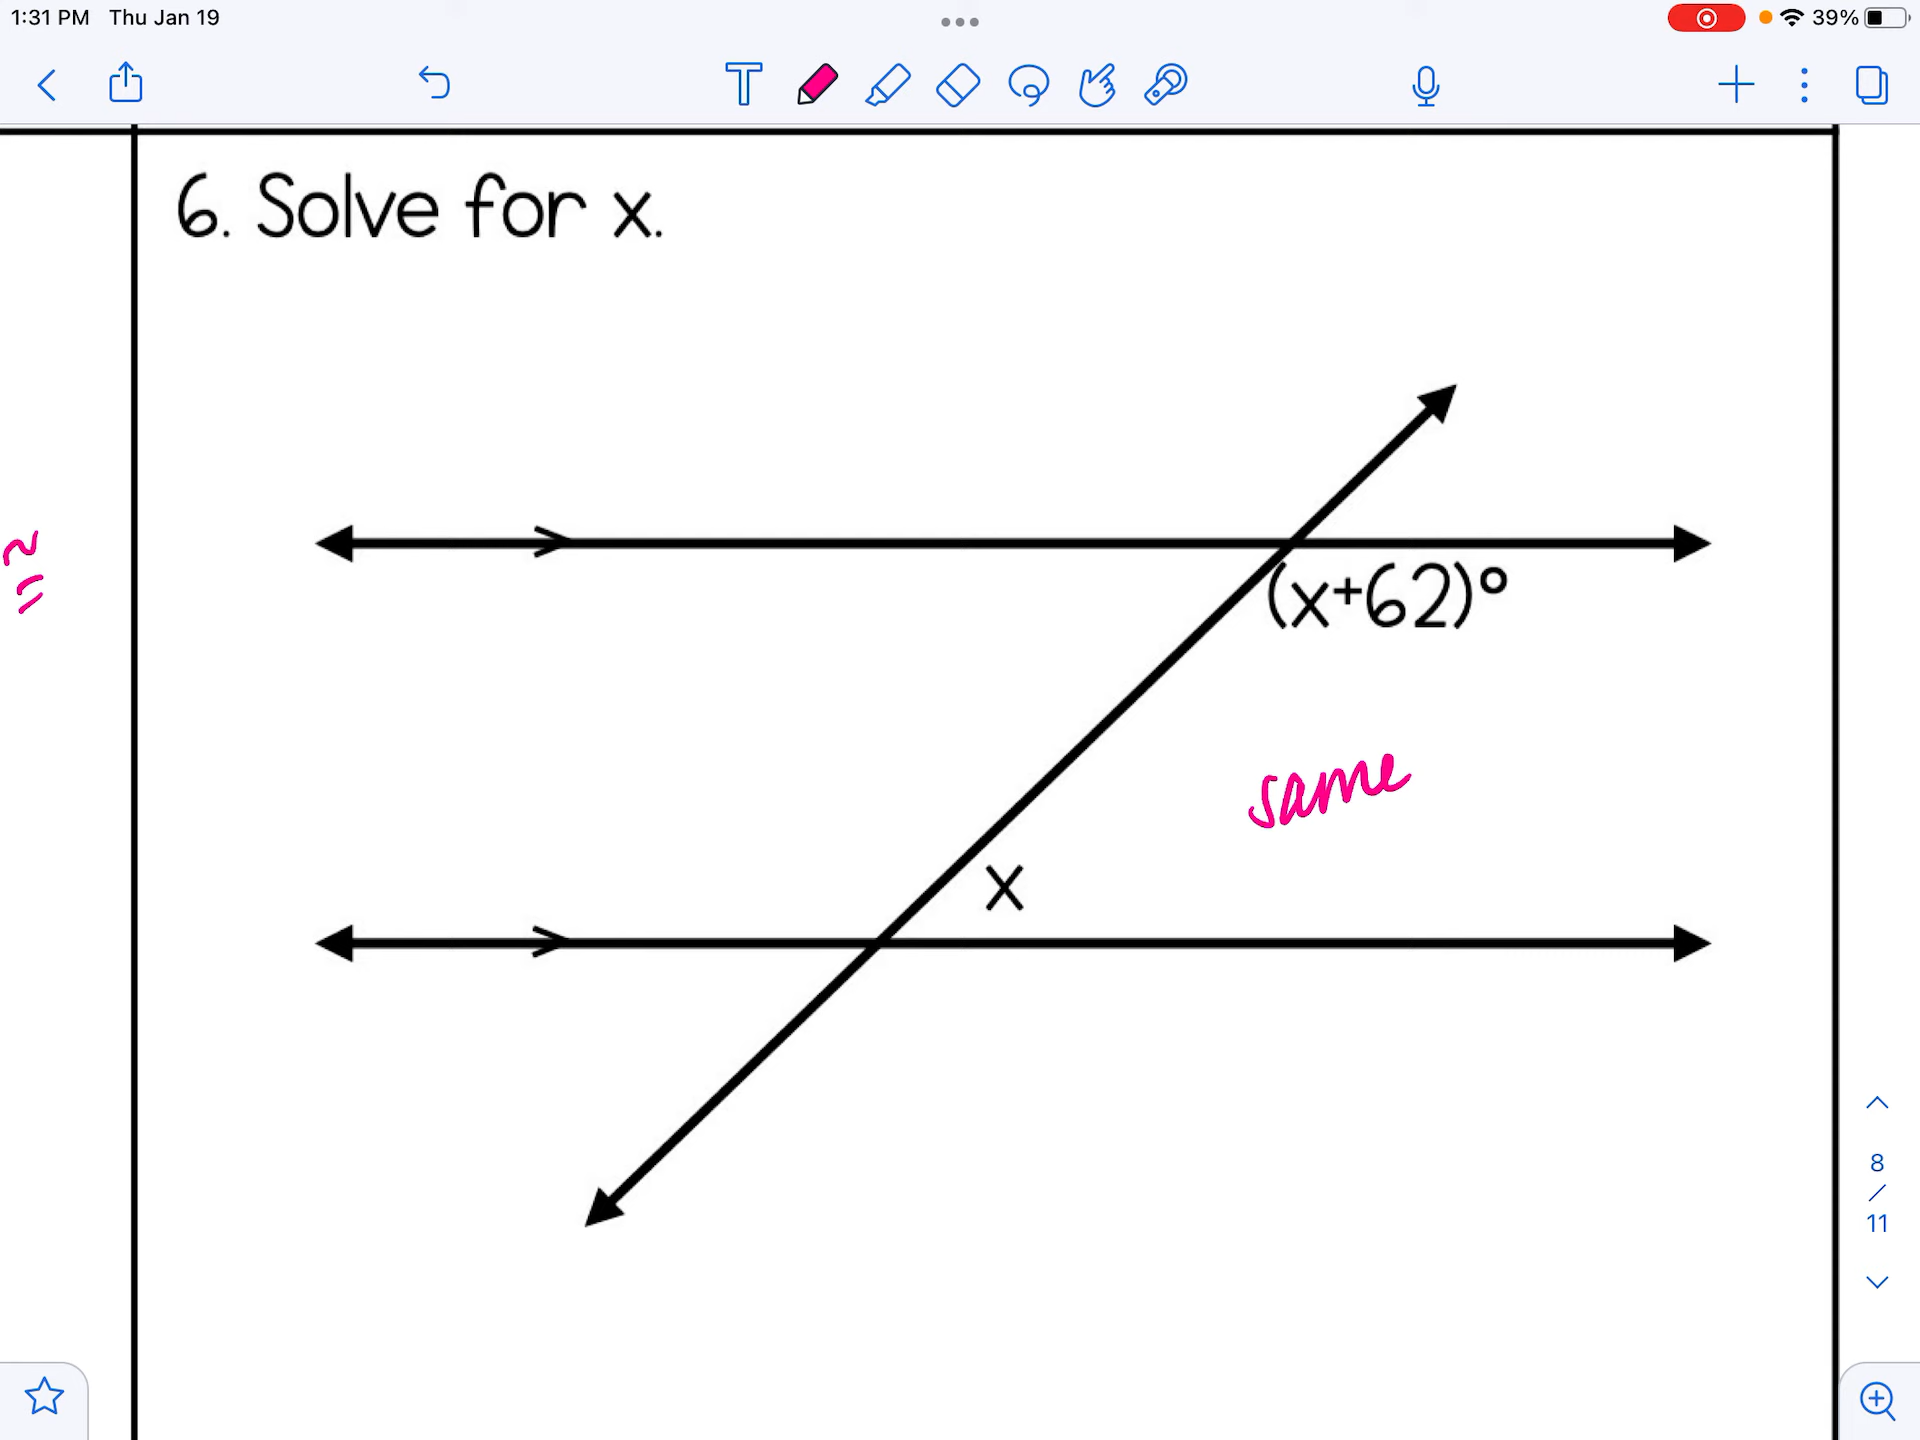 1:31 PM Thu Jan 19
39%
6. Solve for x.
(x+62)°
same
x
8
/
11